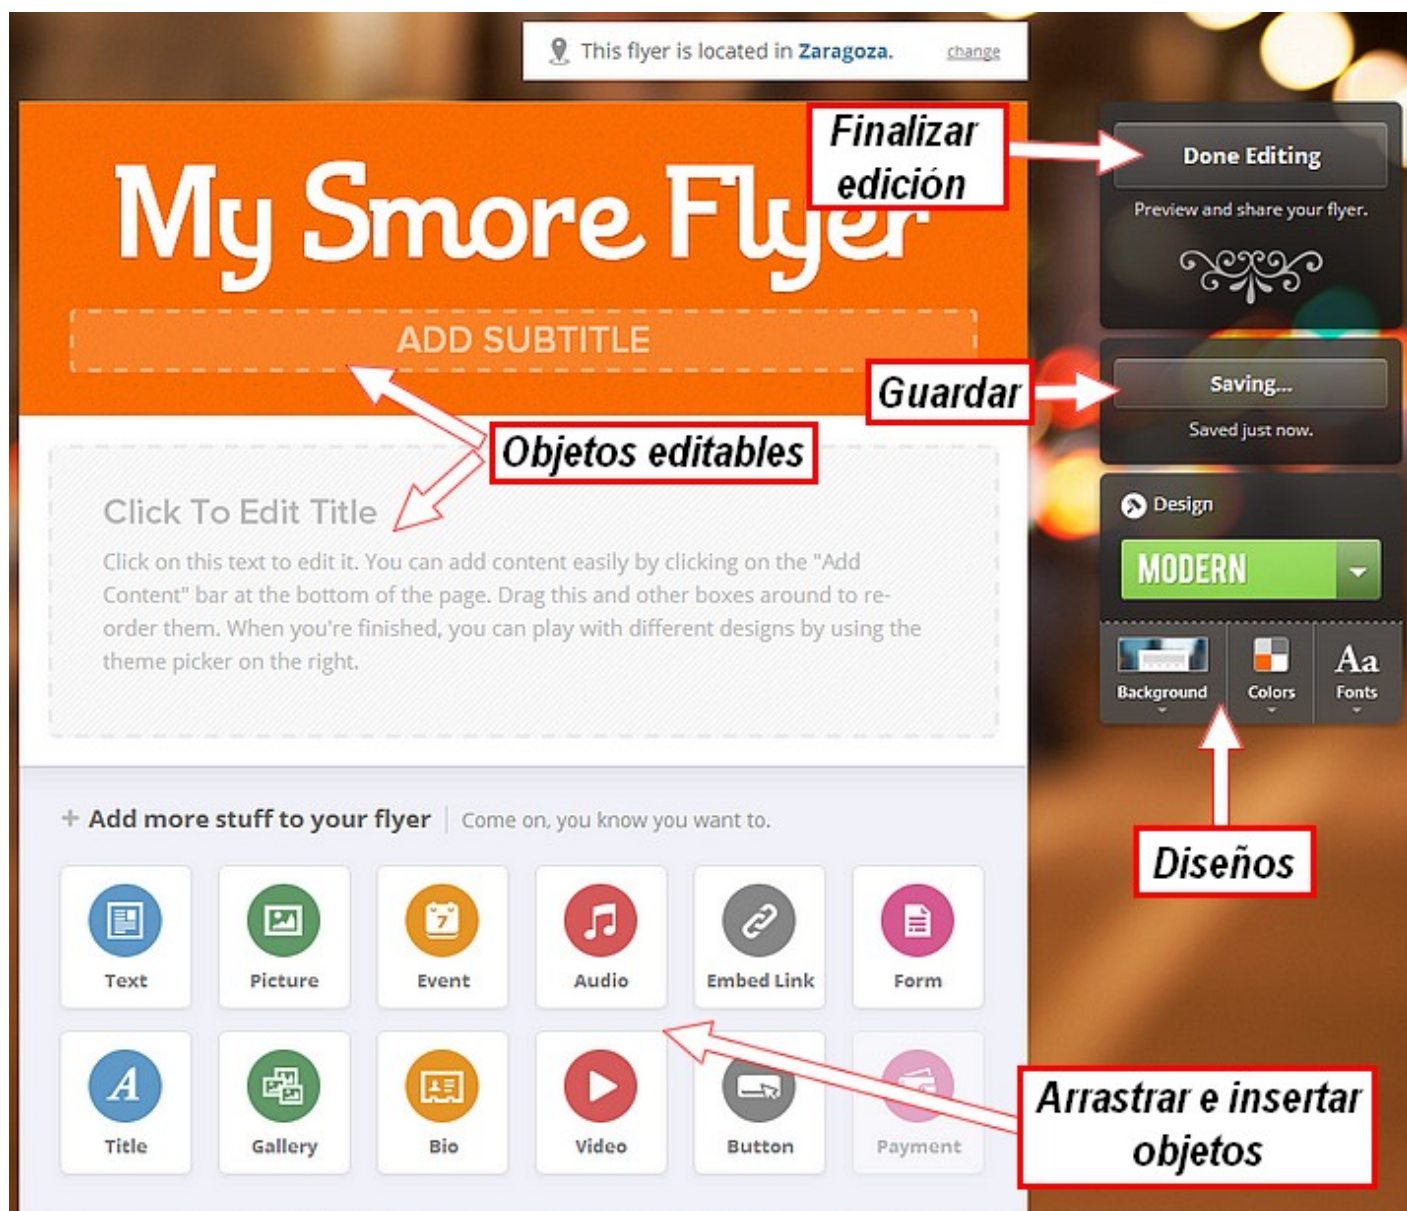 This flyer is located in Zaragoza. change
Finalizar
edición
Done Editing
Preview and share your flyer.
My Smore Flyer
ADD SUBTITLE
Guardar
Saving...
Saved just now.
Objetos editables
Click To Edit Title
Click on this text to edit it. You can add content easily by clicking on the "Add
Content" bar at the bottom of the page. Drag this and other boxes around to re-
order them. When you're finished, you can play with different designs by using the
theme picker on the right.
Design
MODERN
Aa
Background Colors Fonts
Diseños
+ Add more stuff to your flyer | Come on, you know you want to.
7
Text Picture Event Audio Embed Link Form
A
Title Gallery Bio Video Button Payment
Arrastrar e insertar
objetos